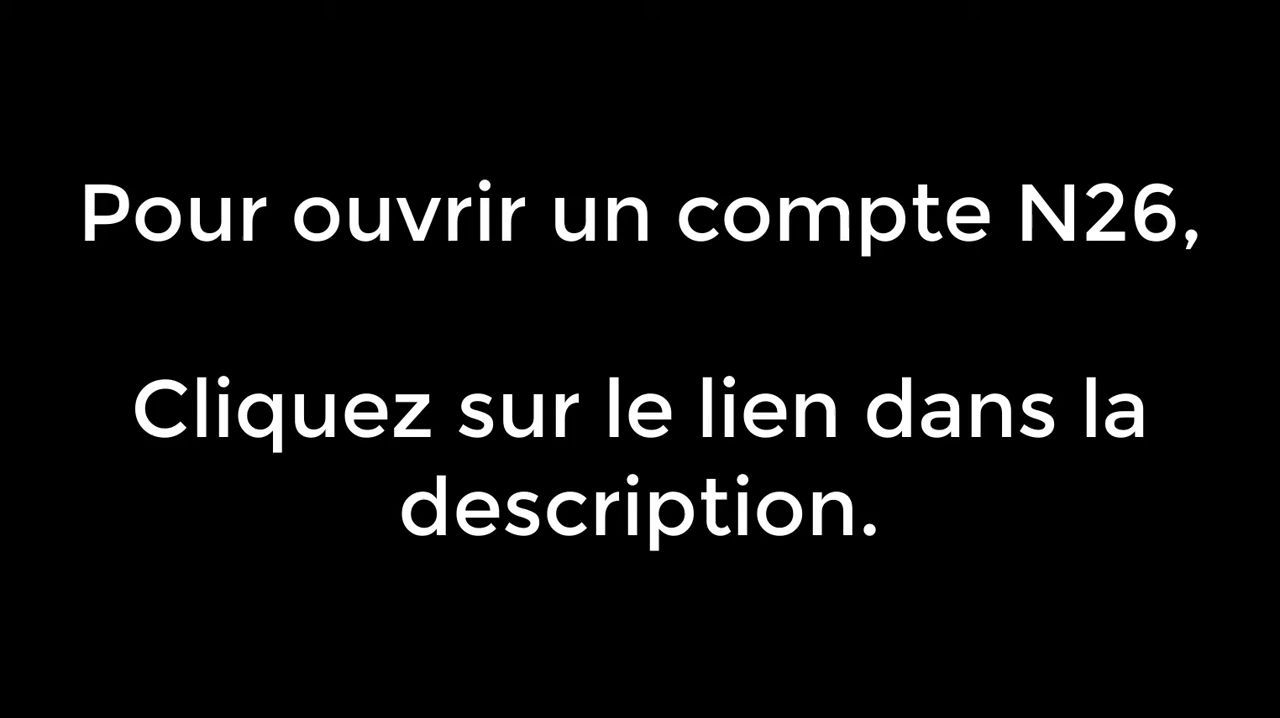 Pour ouvrir un compte N26,
Cliquez sur le lien dans la
description.